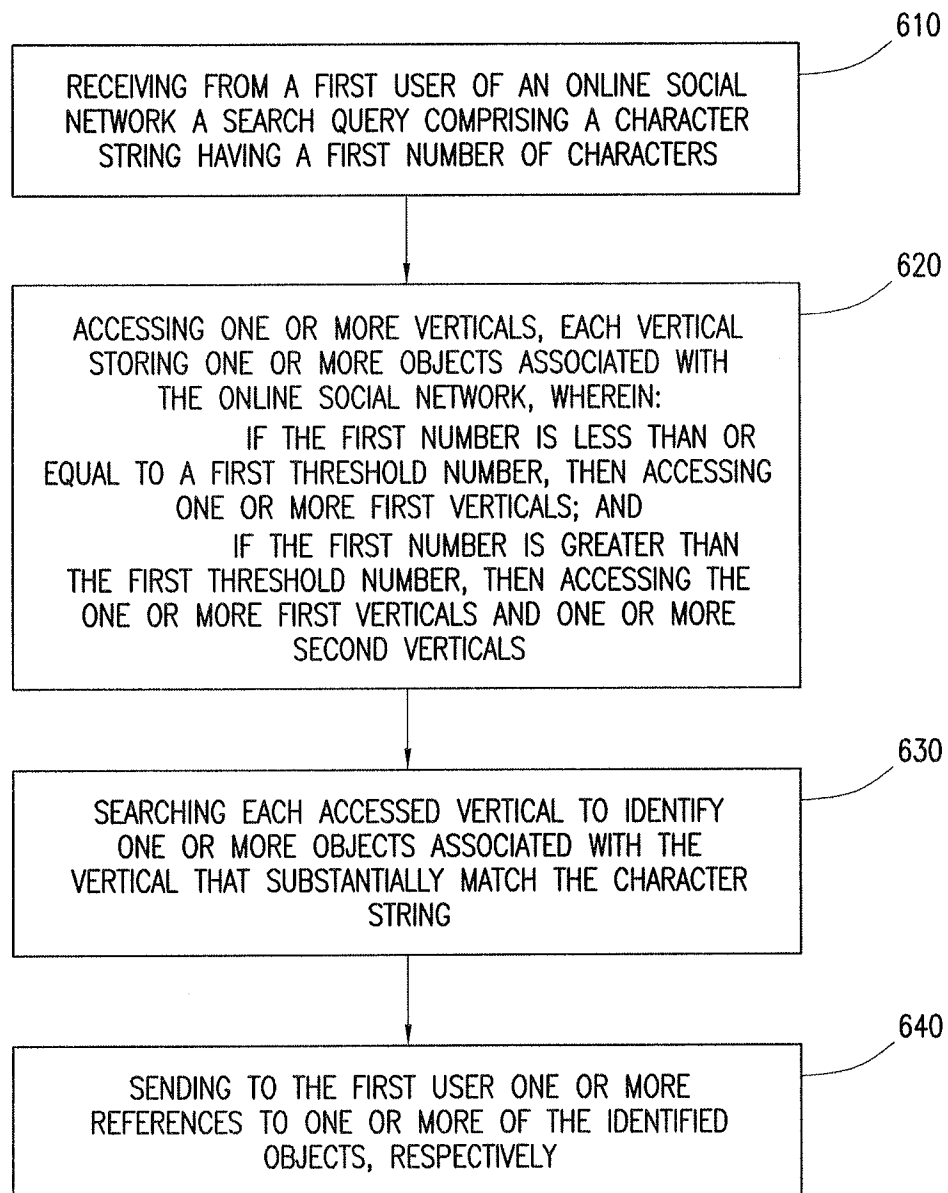 610
RECEIVING FROM A FIRST USER OF AN ONLINE SOCIAL
NETWORK A SEARCH QUERY COMPRISING A CHARACTER
STRING HAVING A FIRST NUMBER OF CHARACTERS
620
ACCESSING ONE OR MORE VERTICALS, EACH VERTICAL
STORING ONE OR MORE OBJECTS ASSOCIATED WITH
THE ONLINE SOCIAL NETWORK, WHEREIN:
IF THE FIRST NUMBER IS LESS THAN OR
EQUAL TO A FIRST THRESHOLD NUMBER, THEN ACCESSING
ONE OR MORE FIRST VERTICALS; AND
IF THE FIRST NUMBER IS GREATER THAN
THE FIRST THRESHOLD NUMBER, THEN ACCESSING THE
ONE OR MORE FIRST VERTICALS AND ONE OR MORE
SECOND VERTICALS
630
SEARCHING EACH ACCESSED VERTICAL TO IDENTIFY
ONE OR MORE OBJECTS ASSOCIATED WITH THE
VERTICAL THAT SUBSTANTIALLY MATCH THE CHARACTER
STRING
640
SENDING TO THE FIRST USER ONE OR MORE
REFERENCES TO ONE OR MORE OF THE IDENTIFIED
OBJECTS, RESPECTIVELY